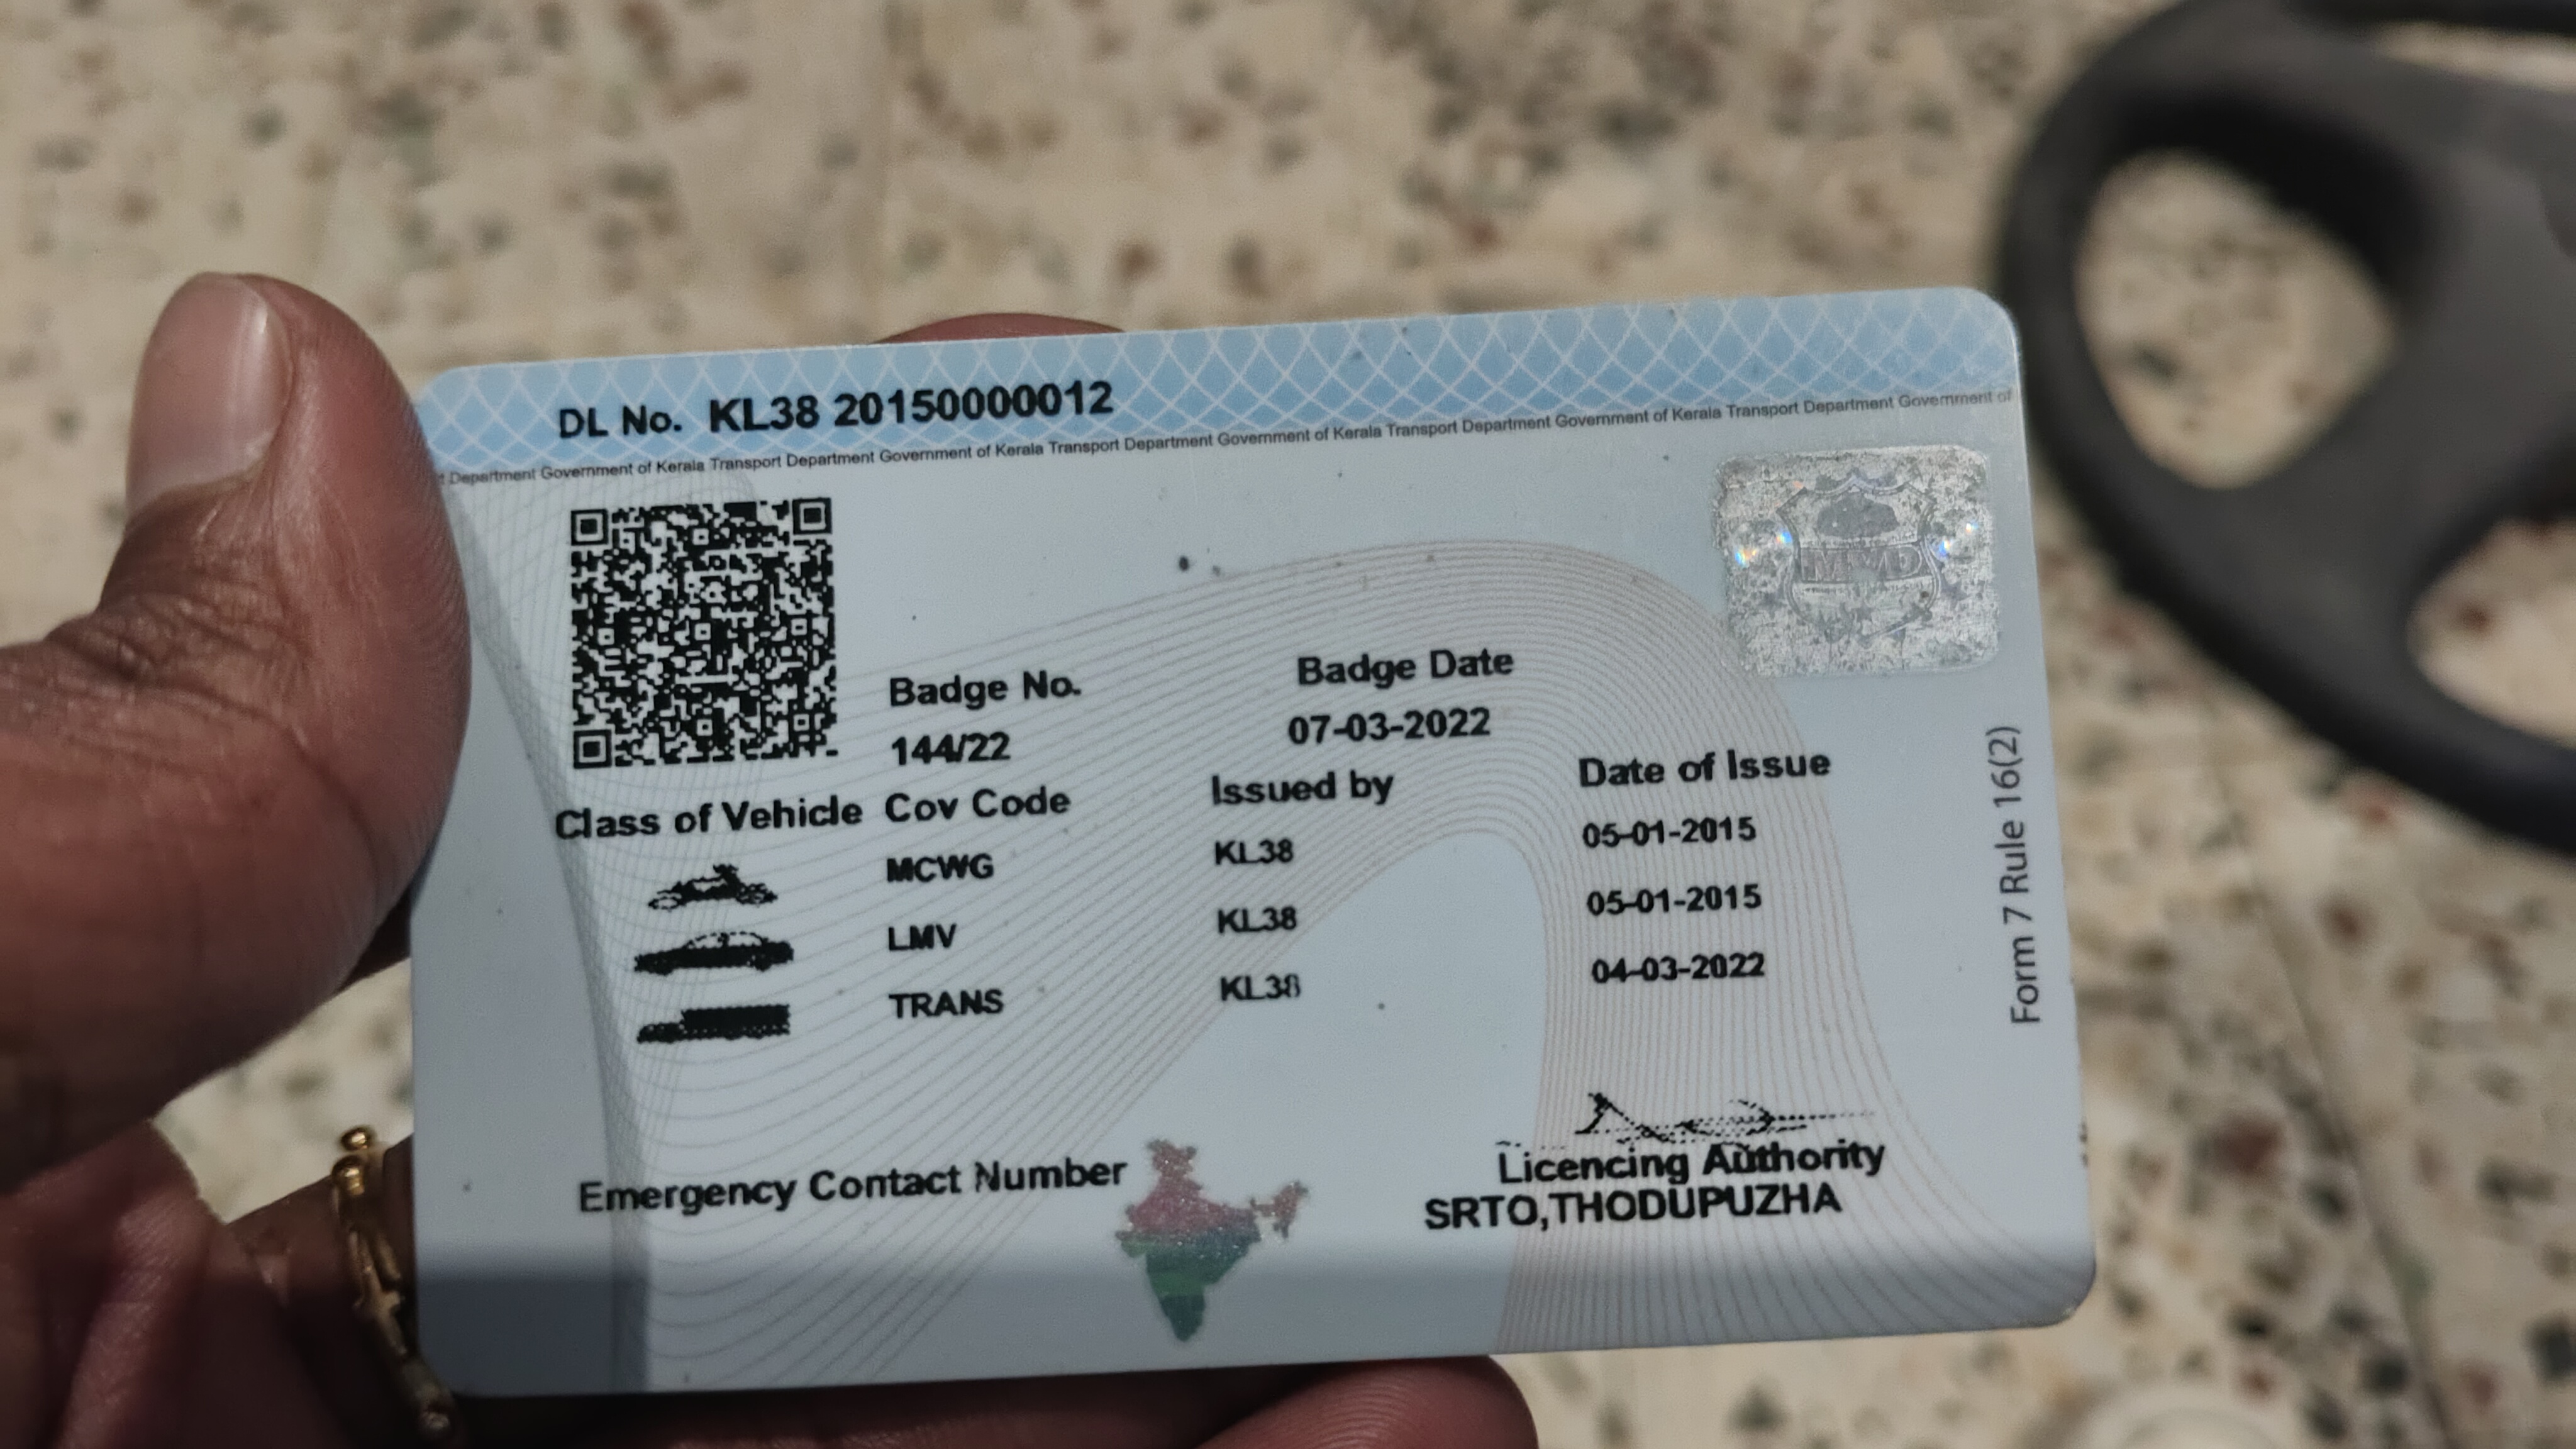 DL No. KL38 20150000012
t Department Government of Kerala Transport Department Government of Kerala Transport Department Government of Kerala Transport Department Government of Kerala Transport Department Government of
MMD
Badge No. Badge Date
144/22 07-03-2022
Class of Vehicle Cov Code Issued by Date of Issue
MCWG KL38 05-01-2015
LMV KL38 05-01-2015
TRANS KL38 04-03-2022
Form 7 Rule 16(2)
Emergency Contact Number
Licencing Authority
SRTO,THODUPUZHA